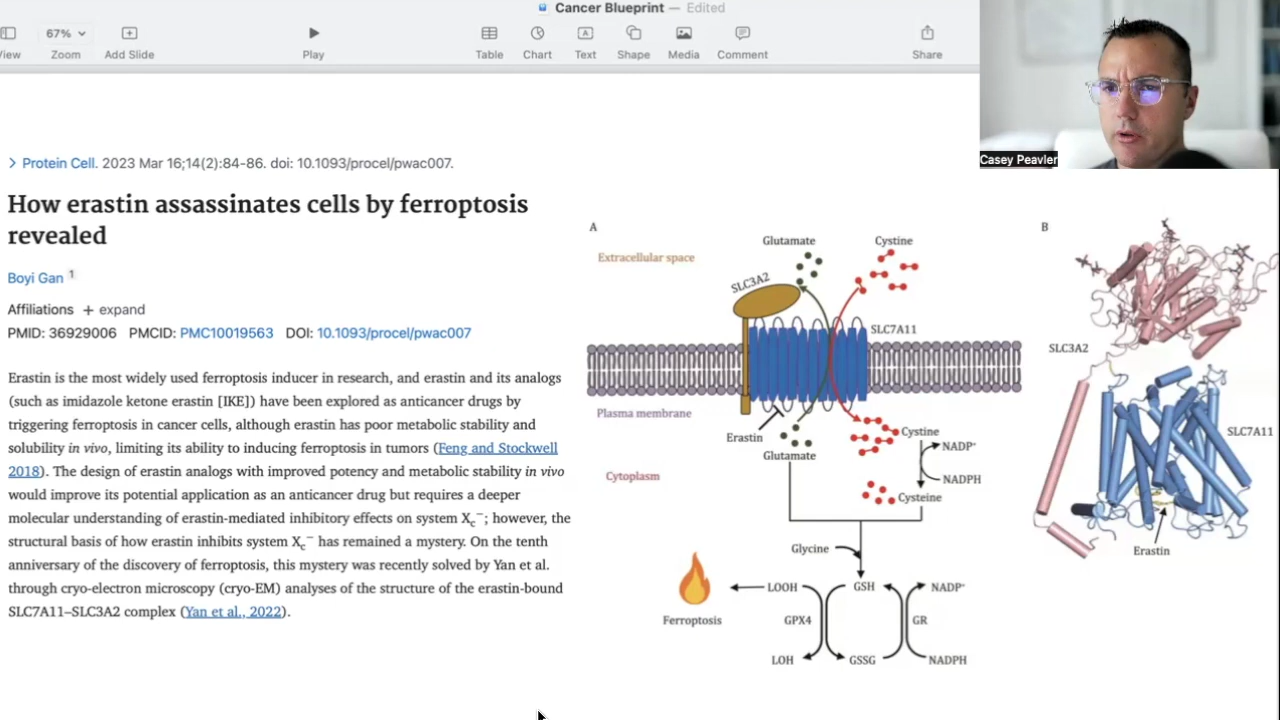 Cancer Blueprint — Edited
View
67%
Zoom
Add Slide
Play
Table
Chart
Text
Shape
Media
Comment
Share
Casey Peavler
> Protein Cell. 2023 Mar 16;14(2):84-86. doi: 10.1093/procel/pwac007.
How erastin assassinates cells by ferroptosis
revealed
Boyi Gan 1
Affiliations + expand
PMID: 36929006 PMCID: PMC10019563 DOI: 10.1093/procel/pwac007
Erastin is the most widely used ferroptosis inducer in research, and erastin and its analogs
(such as imidazole ketone erastin [IKE]) have been explored as anticancer drugs by
triggering ferroptosis in cancer cells, although erastin has poor metabolic stability and
solubility in vivo, limiting its ability to inducing ferroptosis in tumors (Feng and Stockwell
2018). The design of erastin analogs with improved potency and metabolic stability in vivo
would improve its potential application as an anticancer drug but requires a deeper
molecular understanding of erastin-mediated inhibitory effects on system Xc−; however, the
structural basis of how erastin inhibits system Xc− has remained a mystery. On the tenth
anniversary of the discovery of ferroptosis, this mystery was recently solved by Yan et al.
through cryo-electron microscopy (cryo-EM) analyses of the structure of the erastin-bound
SLC7A11–SLC3A2 complex (Yan et al., 2022).
A
Glutamate
Cystine
Extracellular space
SLC3A2
SLC7A11
Plasma membrane
Erastin
Glutamate
Cystine
NADP+
NADPH
Cytoplasm
Cysteine
Glycine
LOOH
GSH
NADP+
Ferroptosis
GPX4
GR
LOH
GSSG
NADPH
B
SLC3A2
SLC7A11
Erastin